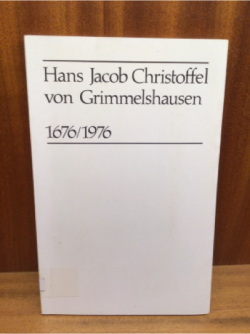 Hans Jacob Christoffel
von Grimmelshausen
1676/1976